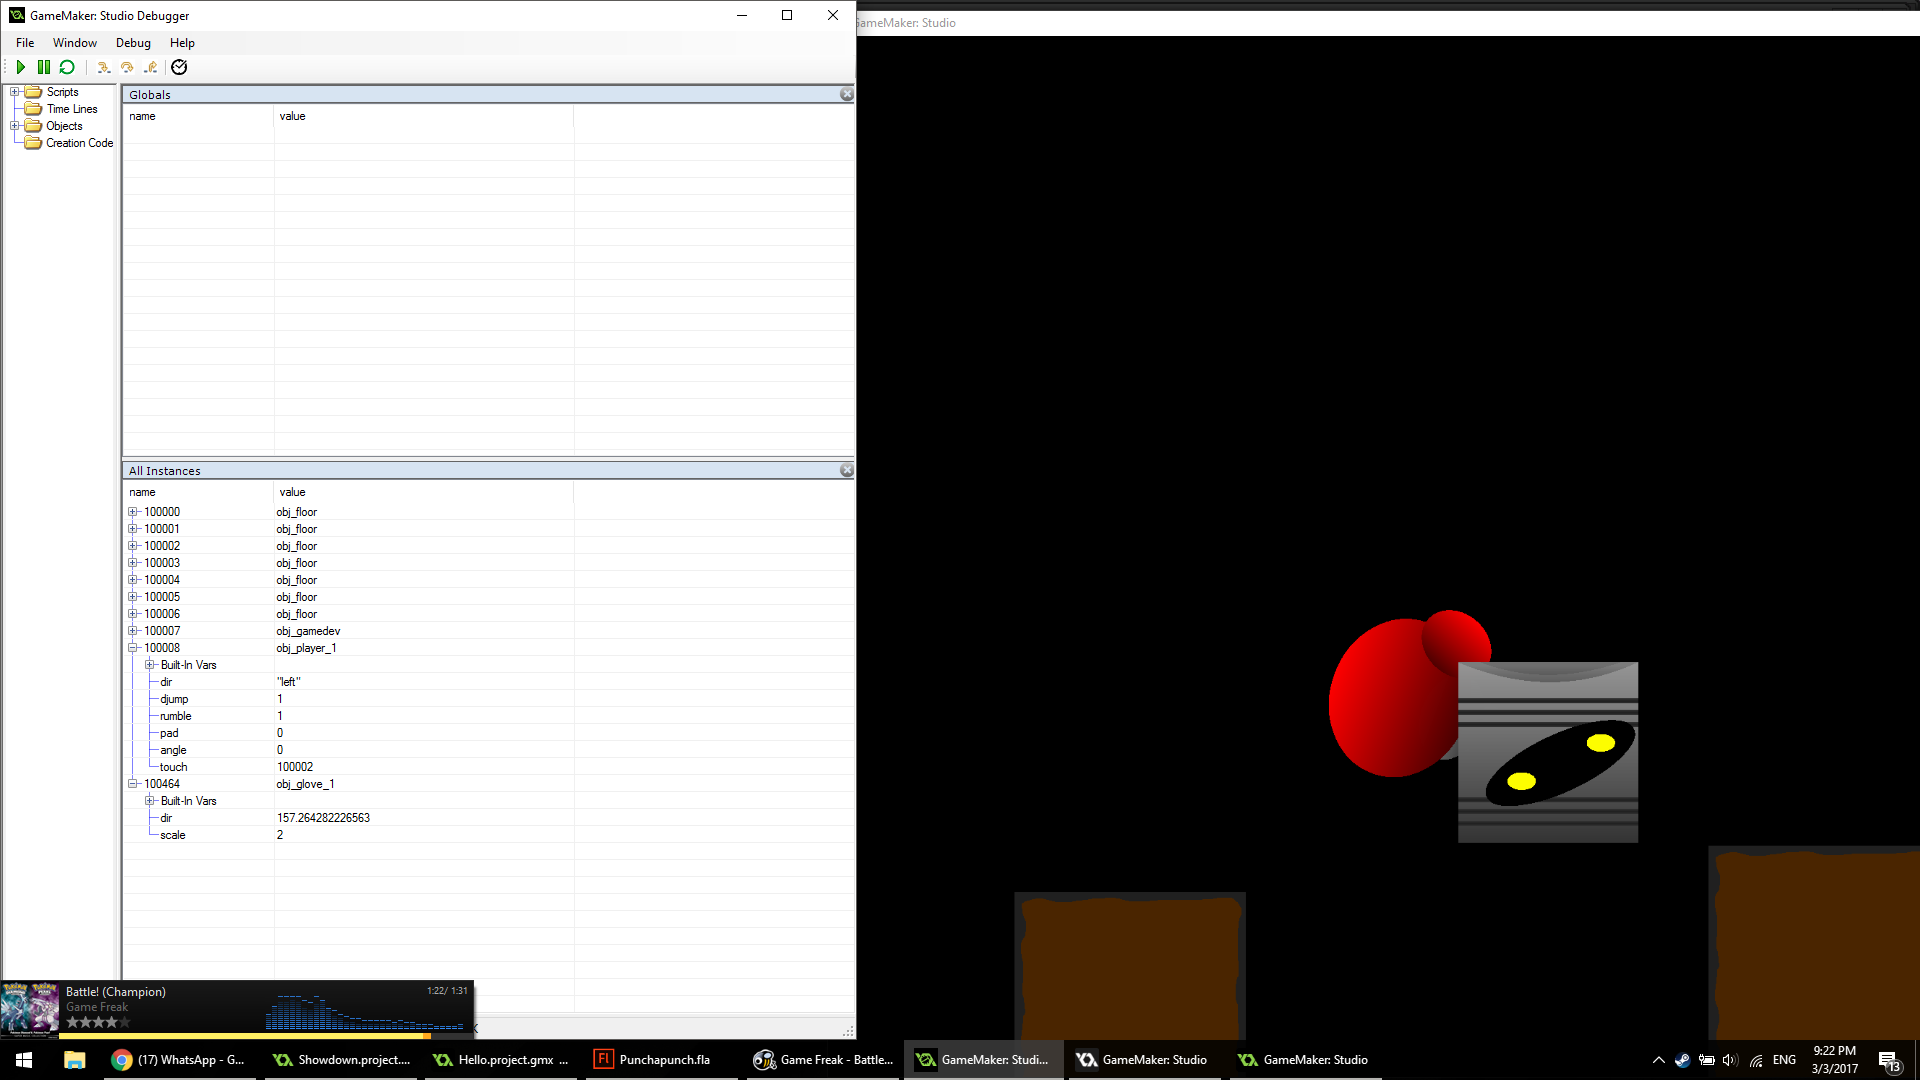 GameMaker: Studio Debugger
GameMaker: Studio
File Window Debug Help
Scripts
Time Lines
Objects
Creation Code
Globals
name value
All Instances
name value
100000 obj_floor
100001 obj_floor
100002 obj_floor
100003 obj_floor
100004 obj_floor
100005 obj_floor
100006 obj_floor
100007 obj_gamedev
100008 obj_player_1
Built-In Vars
dir "left"
djump 1
rumble 1
pad 0
angle 0
touch 100002
100464 obj_glove_1
Built-In Vars
dir 157.264282226563
scale 2
Battle! (Champion) 1:22/ 1:31
Game Freak
(17) WhatsApp - G...
Showdown.project....
Hello.project.gmx ...
Fl Punchapunch.fla
Game Freak - Battle...
GameMaker: Studi...
GameMaker: Studio
GameMaker: Studio
ENG
9:22 PM
3/3/2017
13